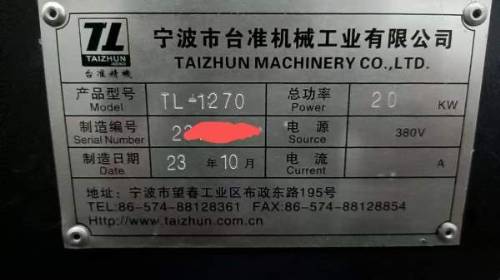 TL
TAIZHUN
台准精機
宁波市台准机械工业有限公司
TAIZHUN MACHINERY CO.,LTD.
产品型号 Model TL-1270 总功率 Power 20 KW
制造编号 Serial Number 电源 Source 380V
制造日期 Date 23 年 10 月 电流 Current A
地址: 宁波市望春工业区布政东路195号
TEL:86-574-88128361 FAX:86-574-88128854
Http://www.taizhun.com.cn